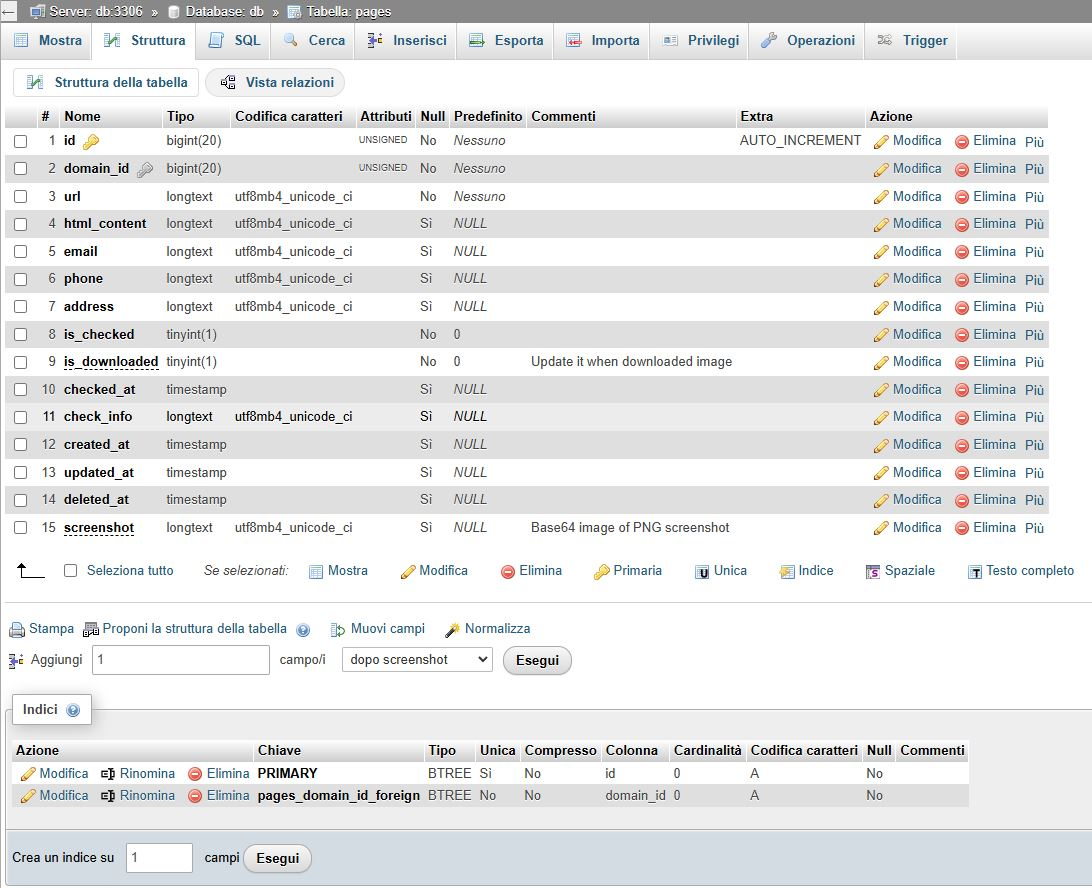 Server: db:3306 » Database: db » Tabella: pages
Mostra Struttura SQL Cerca Inserisci Esporta Importa Privilegi Operazioni Trigger
Struttura della tabella Vista relazioni
# Nome Tipo Codifica caratteri Attributi Null Predefinito Commenti Extra Azione
1 id bigint(20) UNSIGNED No Nessuno AUTO_INCREMENT Modifica Elimina Più
2 domain_id bigint(20) UNSIGNED No Nessuno Modifica Elimina Più
3 url longtext utf8mb4_unicode_ci No Nessuno Modifica Elimina Più
4 html_content longtext utf8mb4_unicode_ci Sì NULL Modifica Elimina Più
5 email longtext utf8mb4_unicode_ci Sì NULL Modifica Elimina Più
6 phone longtext utf8mb4_unicode_ci Sì NULL Modifica Elimina Più
7 address longtext utf8mb4_unicode_ci Sì NULL Modifica Elimina Più
8 is_checked tinyint(1) No 0 Modifica Elimina Più
9 is_downloaded tinyint(1) No 0 Update it when downloaded image Modifica Elimina Più
10 checked_at timestamp Sì NULL Modifica Elimina Più
11 check_info longtext utf8mb4_unicode_ci Sì NULL Modifica Elimina Più
12 created_at timestamp Sì NULL Modifica Elimina Più
13 updated_at timestamp Sì NULL Modifica Elimina Più
14 deleted_at timestamp Sì NULL Modifica Elimina Più
15 screenshot longtext utf8mb4_unicode_ci Sì NULL Base64 image of PNG screenshot Modifica Elimina Più
Seleziona tutto Se selezionati: Mostra Modifica Elimina Primaria Unica Indice Spaziale Testo completo
Stampa Proponi la struttura della tabella Muovi campi Normalizza
Aggiungi 1 campo/i dopo screenshot Esegui
Indici
Azione Chiave Tipo Unica Compresso Colonna Cardinalità Codifica caratteri Null Commenti
Modifica Rinomina Elimina PRIMARY BTREE Sì No id 0 A No
Modifica Rinomina Elimina pages_domain_id_foreign BTREE No No domain_id 0 A No
Crea un indice su 1 campi Esegui